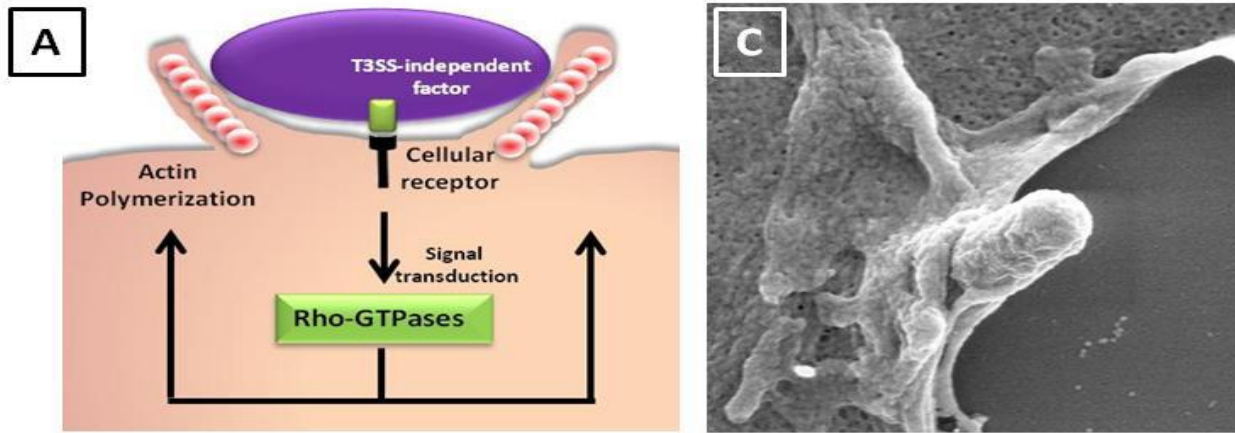 A
T3SS-independent
factor
Cellular
receptor
Actin
Polymerization
Signal
transduction
Rho-GTPases
C